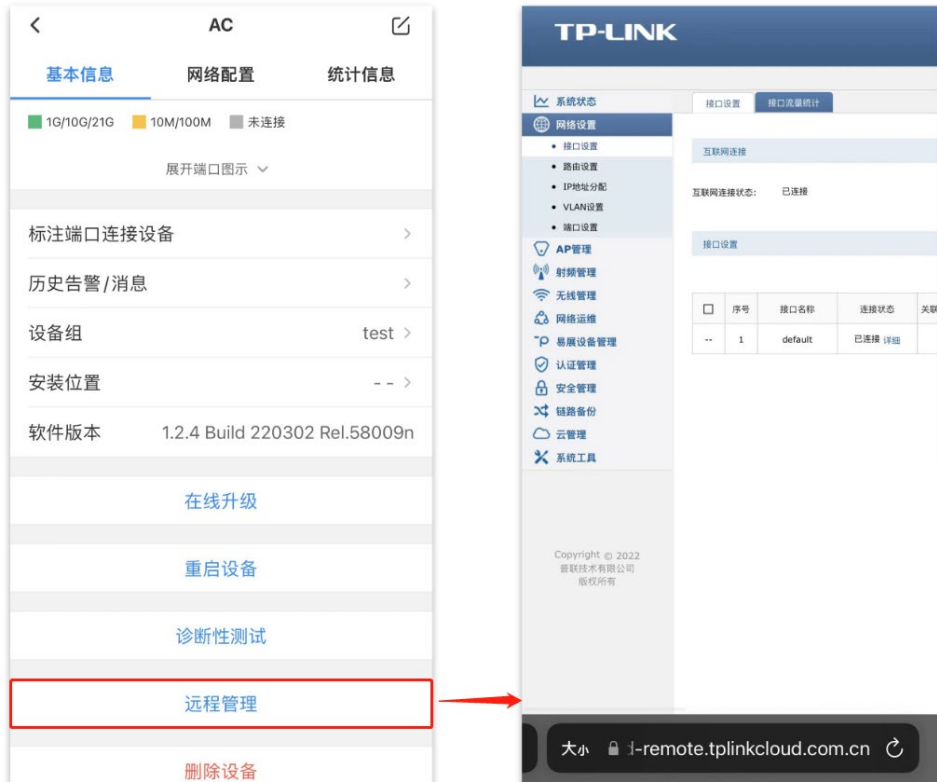 AC
基本信息 网络配置 统计信息
1G/10G/21G 10M/100M 未连接
展开端口图示
标注端口连接设备
历史告警/消息
设备组 test
安装位置 - -
软件版本 1.2.4 Build 220302 Rel.58009n
在线升级
重启设备
诊断性测试
远程管理
删除设备
TP-LINK
系统状态
网络设置
• 接口设置
• 路由设置
• IP地址分配
• VLAN设置
• 端口设置
AP管理
射频管理
无线管理
网络运维
易展设备管理
认证管理
安全管理
链路备份
云管理
系统工具
Copyright © 2022
普联技术有限公司
版权所有
接口设置 接口流量统计
互联网连接
互联网连接状态: 已连接
接口设置
序号 接口名称 连接状态 关联
-- 1 default 已连接 详细
大小 -remote.tplinkcloud.com.cn